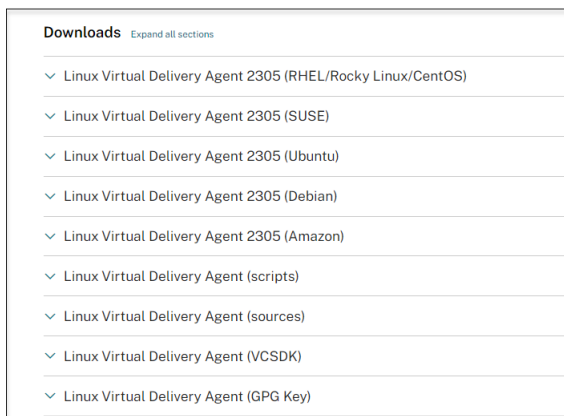 Downloads Expand all sections
Linux Virtual Delivery Agent 2305 (RHEL/Rocky Linux/CentOS)
Linux Virtual Delivery Agent 2305 (SUSE)
Linux Virtual Delivery Agent 2305 (Ubuntu)
Linux Virtual Delivery Agent 2305 (Debian)
Linux Virtual Delivery Agent 2305 (Amazon)
Linux Virtual Delivery Agent (scripts)
Linux Virtual Delivery Agent (sources)
Linux Virtual Delivery Agent (VCSDK)
Linux Virtual Delivery Agent (GPG Key)